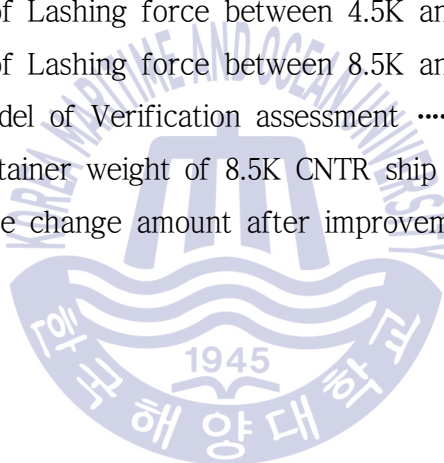 of Lashing force between 4.5K an
of Lashing force between 8.5K an
del of Verification assessment ····
tainer weight of 8.5K CNTR ship
e change amount after improvem
KOREA MARITIME AND OCEAN UNIVERSITY
1945
한국해양대학교